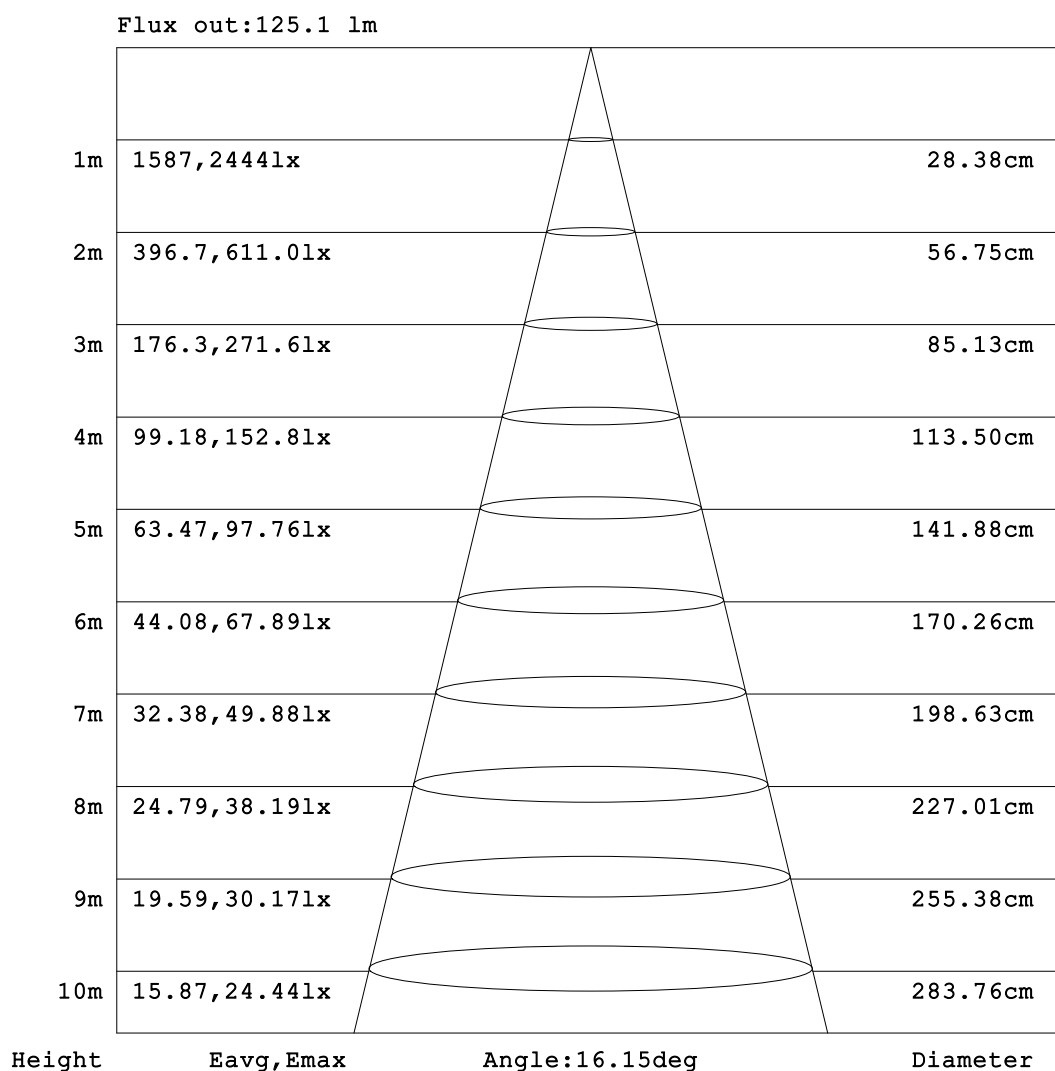 Flux out:125.1 lm
1m 1587,2444lx 28.38cm
2m 396.7,611.0lx 56.75cm
3m 176.3,271.6lx 85.13cm
4m 99.18,152.8lx 113.50cm
5m 63.47,97.76lx 141.88cm
6m 44.08,67.89lx 170.26cm
7m 32.38,49.88lx 198.63cm
8m 24.79,38.19lx 227.01cm
9m 19.59,30.17lx 255.38cm
10m 15.87,24.44lx 283.76cm
Height Eavg,Emax Angle:16.15deg Diameter